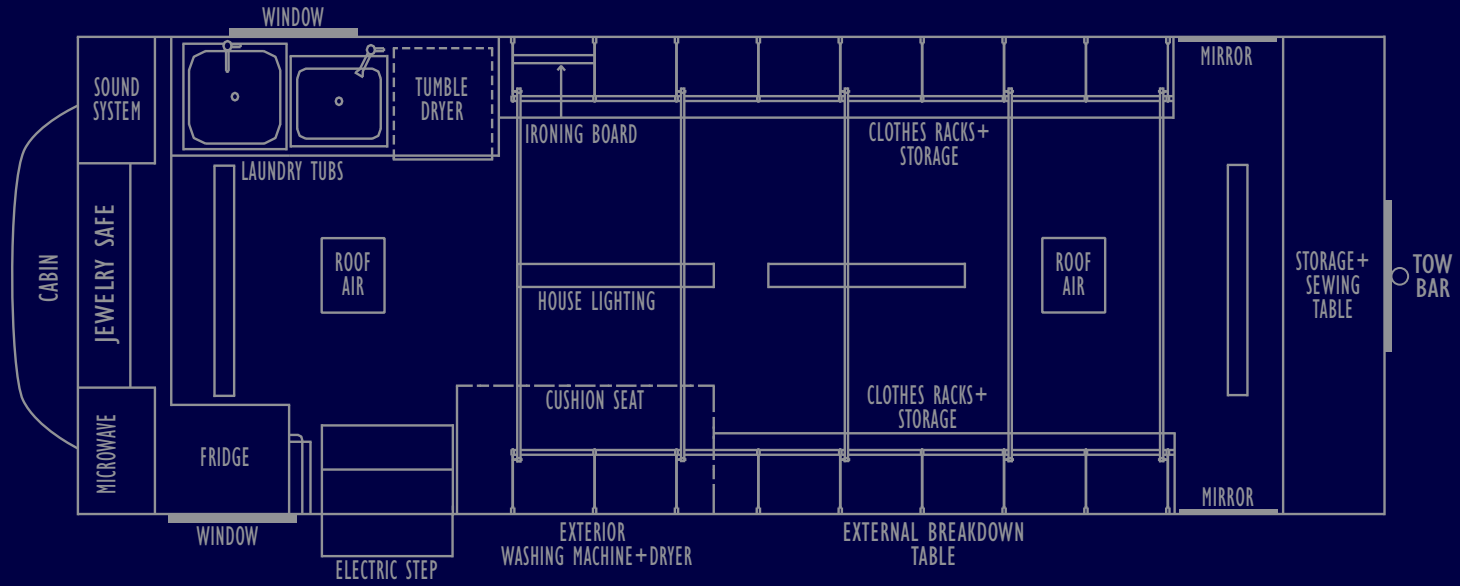 WINDOW
SOUND
SYSTEM
TUMBLE
DRYER
MIRROR
IRONING BOARD
CLOTHES RACKS+
STORAGE
LAUNDRY TUBS
CABIN
JEWELRY SAFE
ROOF
AIR
HOUSE LIGHTING
ROOF
AIR
STORAGE+
SEWING
TABLE
TOW
BAR
CUSHION SEAT
CLOTHES RACKS+
STORAGE
MICROWAVE
FRIDGE
MIRROR
WINDOW
ELECTRIC STEP
EXTERIOR
WASHING MACHINE+DRYER
EXTERNAL BREAKDOWN
TABLE